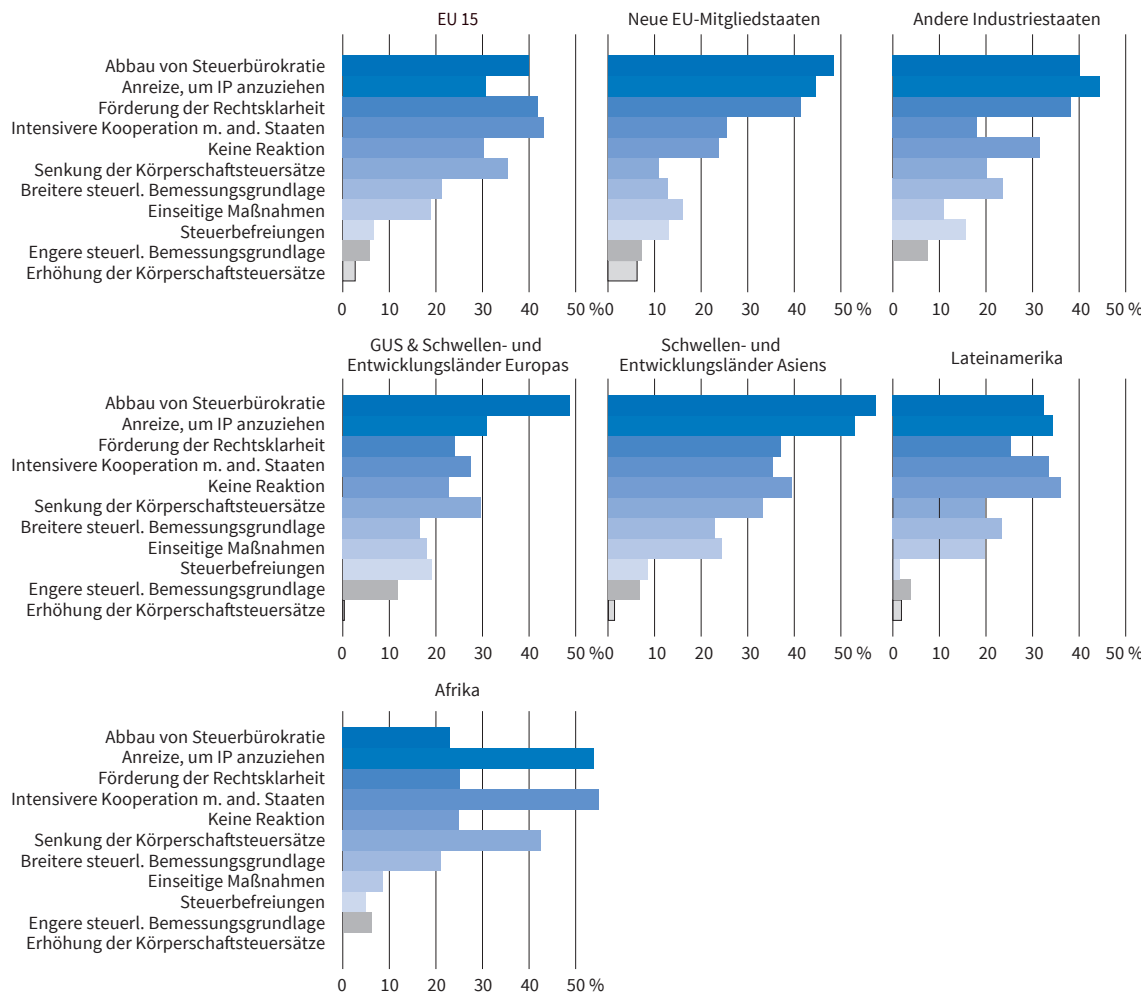 EU 15
Neue EU-Mitgliedstaaten
Andere Industriestaaten
Abbau von Steuerbürokratie
Anreize, um IP anzuziehen
Förderung der Rechtsklarheit
Intensivere Kooperation m. and. Staaten
Keine Reaktion
Senkung der Körperschaftsteuersätze
Breitere steuerl. Bemessungsgrundlage
Einseitige Maßnahmen
Steuerbefreiungen
Engere steuerl. Bemessungsgrundlage
Erhöhung der Körperschaftsteuersätze
0 10 20 30 40 50 %
0 10 20 30 40 50 %
0 10 20 30 40 50 %
GUS & Schwellen- und
Entwicklungsländer Europas
Schwellen- und
Entwicklungsländer Asiens
Lateinamerika
Abbau von Steuerbürokratie
Anreize, um IP anzuziehen
Förderung der Rechtsklarheit
Intensivere Kooperation m. and. Staaten
Keine Reaktion
Senkung der Körperschaftsteuersätze
Breitere steuerl. Bemessungsgrundlage
Einseitige Maßnahmen
Steuerbefreiungen
Engere steuerl. Bemessungsgrundlage
Erhöhung der Körperschaftsteuersätze
0 10 20 30 40 50 %
0 10 20 30 40 50 %
0 10 20 30 40 50 %
Afrika
Abbau von Steuerbürokratie
Anreize, um IP anzuziehen
Förderung der Rechtsklarheit
Intensivere Kooperation m. and. Staaten
Keine Reaktion
Senkung der Körperschaftsteuersätze
Breitere steuerl. Bemessungsgrundlage
Einseitige Maßnahmen
Steuerbefreiungen
Engere steuerl. Bemessungsgrundlage
Erhöhung der Körperschaftsteuersätze
0 10 20 30 40 50 %